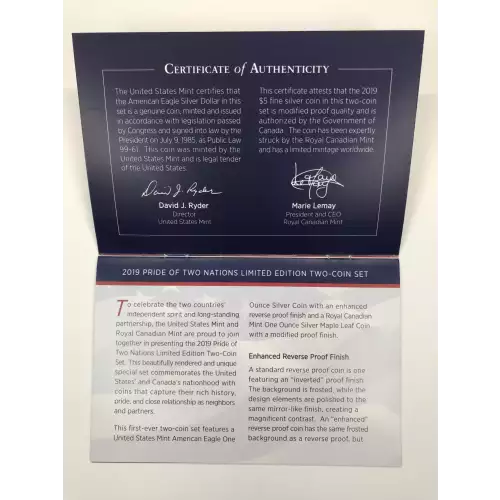 CERTIFICATE of AUTHENTICITY
The United States Mint certifies that
the American Eagle Silver Dollar in this
set is a genuine coin, minted and issued
in accordance with legislation passed
by Congress and signed into law by the
President on July 9, 1985, as Public Law
99-61. This coin was minted by the
United States Mint and is legal tender
of the United States.
David J. Ryder
David J. Ryder
Director
United States Mint
This certificate attests that the 2019
$5 fine silver coin in this two-coin
set is modified proof quality and is
authorized by the Government of
Canada. The coin has been expertly
struck by the Royal Canadian Mint
and has a limited mintage worldwide.
Marie Lemay
President and CEO
Royal Canadian Mint
2019 PRIDE OF TWO NATIONS LIMITED EDITION TWO-COIN SET
To celebrate the two countries'
independent spirit and long-standing
partnership, the United States Mint and
Royal Canadian Mint are proud to join
together in presenting the 2019 Pride of
Two Nations Limited Edition Two-Coin
Set. This beautifully rendered and unique
special set commemorates the United
States' and Canada's nationhood with
coins that capture their rich history,
pride, and close relationship as neighbors
and partners.
This first-ever two-coin set features a
United States Mint American Eagle One
Ounce Silver Coin with an enhanced
reverse proof finish and a Royal Canadian
Mint One Ounce Silver Maple Leaf Coin
with a modified proof finish.
Enhanced Reverse Proof Finish
A standard reverse proof coin is one
featuring an "inverted" proof finish.
The background is frosted, while the
design elements are polished to the
same mirror-like finish, creating a
magnificent contrast. An "enhanced"
reverse proof coin has the same frosted
background as a reverse proof, but